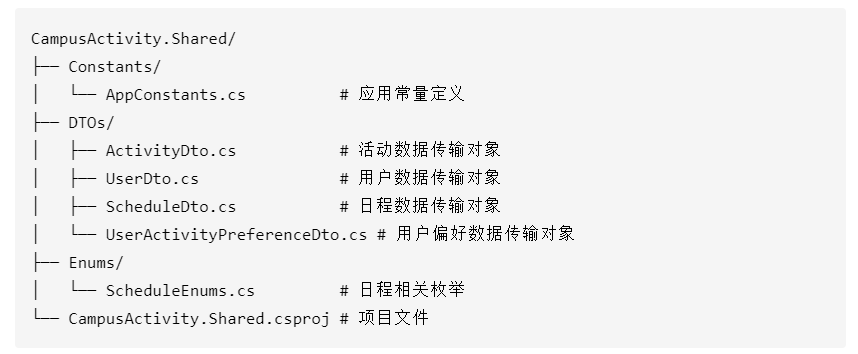 CampusActivity.Shared/
├── Constants/
│   └── AppConstants.cs          # 应用常量定义
├── DTOs/
│   ├── ActivityDto.cs           # 活动数据传输对象
│   ├── UserDto.cs               # 用户数据传输对象
│   ├── ScheduleDto.cs           # 日程数据传输对象
│   └── UserActivityPreferenceDto.cs # 用户偏好数据传输对象
├── Enums/
│   └── ScheduleEnums.cs         # 日程相关枚举
└── CampusActivity.Shared.csproj # 项目文件